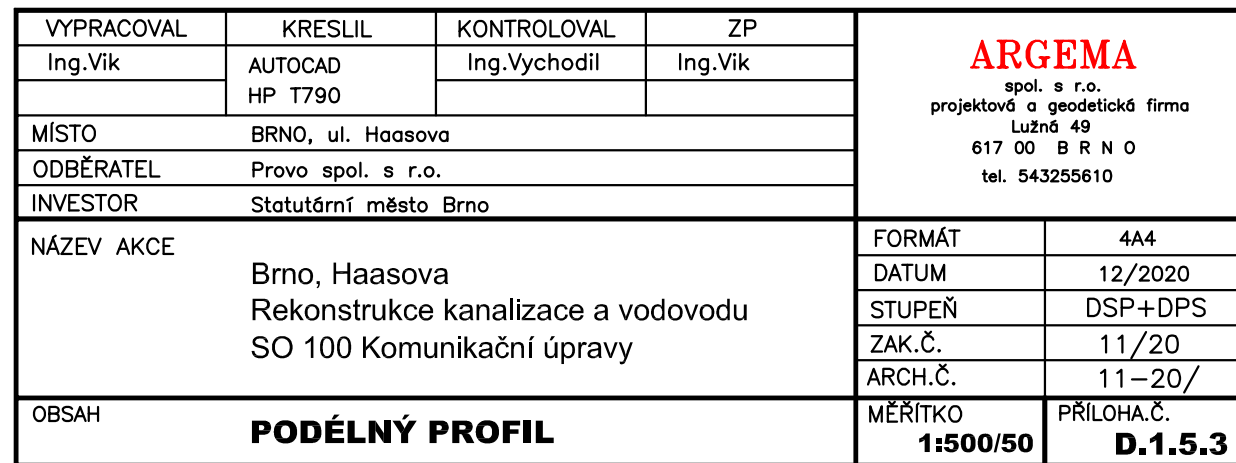 VYPRACOVAL KRESLIL KONTROLOVAL ZP
Ing.Vik AUTOCAD Ing.Vychodil Ing.Vik
HP T790
ARGEMA
spol. s r.o.
projektová a geodetická firma
Lužná 49
617 00 B R N O
tel. 543255610
MÍSTO BRNO, ul. Haasova
ODBĚRATEL Provo spol. s r.o.
INVESTOR Statutární město Brno
NÁZEV AKCE
Brno, Haasova
Rekonstrukce kanalizace a vodovodu
SO 100 Komunikační úpravy
FORMÁT 4A4
DATUM 12/2020
STUPEŇ DSP+DPS
ZAK.Č. 11/20
ARCH.Č. 11-20/
OBSAH
PODÉLNÝ PROFIL
MĚŘÍTKO
1:500/50
PŘÍLOHA.Č.
D.1.5.3